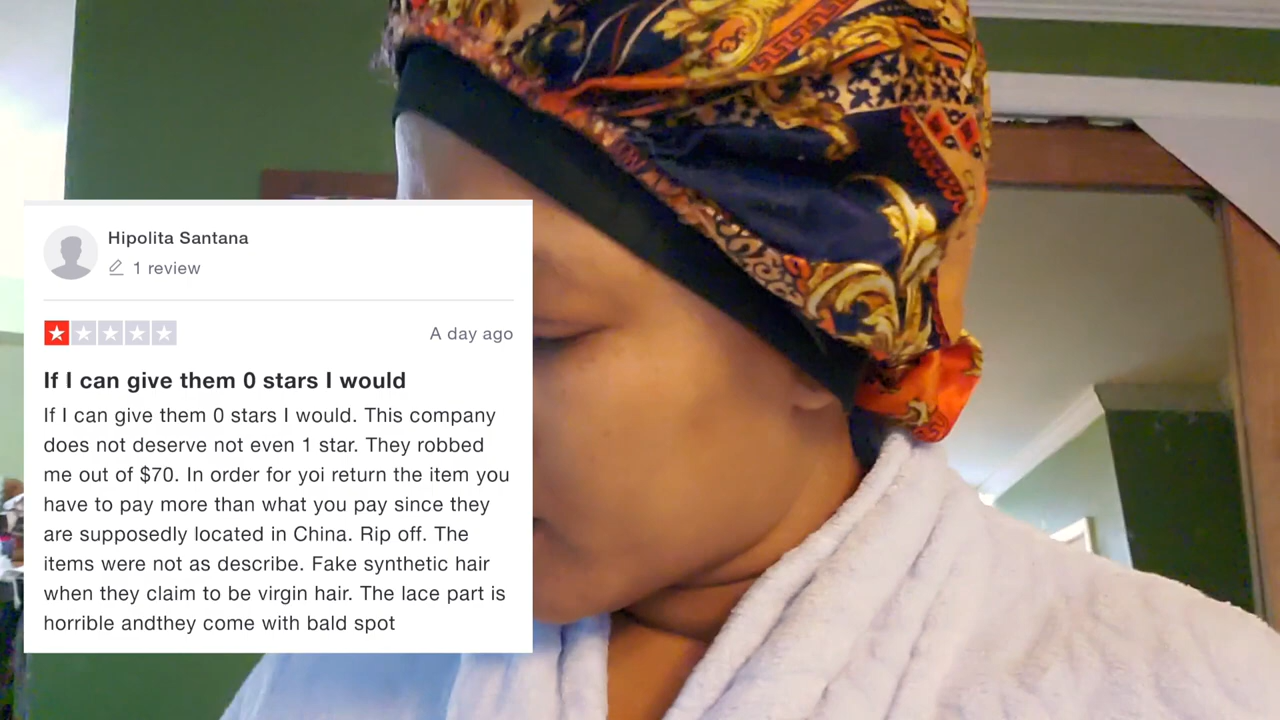 Hipolita Santana
1 review
A day ago
If I can give them 0 stars I would
If I can give them 0 stars I would. This company
does not deserve not even 1 star. They robbed
me out of $70. In order for yoi return the item you
have to pay more than what you pay since they
are supposedly located in China. Rip off. The
items were not as describe. Fake synthetic hair
when they claim to be virgin hair. The lace part is
horrible andthey come with bald spot